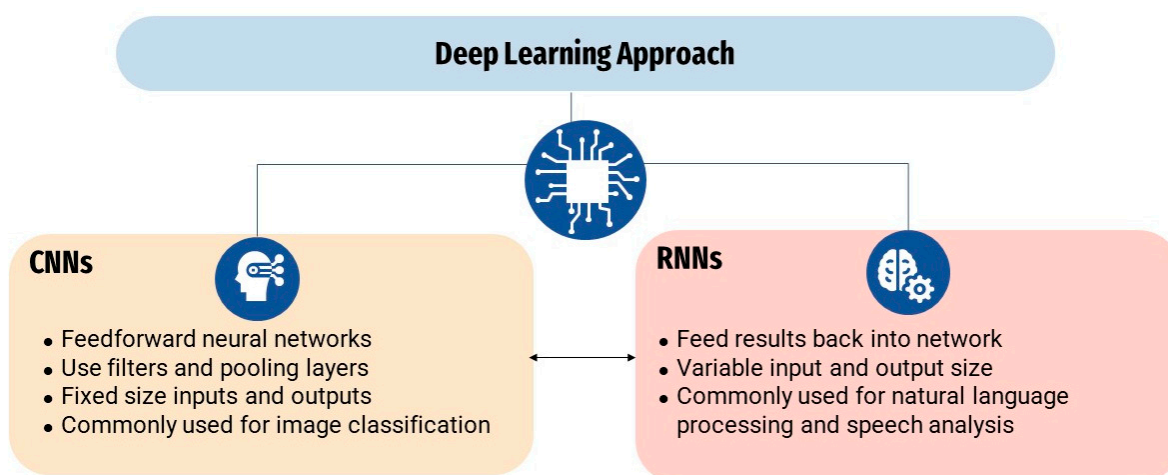 Deep Learning Approach
CNNs
• Feedforward neural networks
• Use filters and pooling layers
• Fixed size inputs and outputs
• Commonly used for image classification
RNNs
• Feed results back into network
• Variable input and output size
• Commonly used for natural language
processing and speech analysis